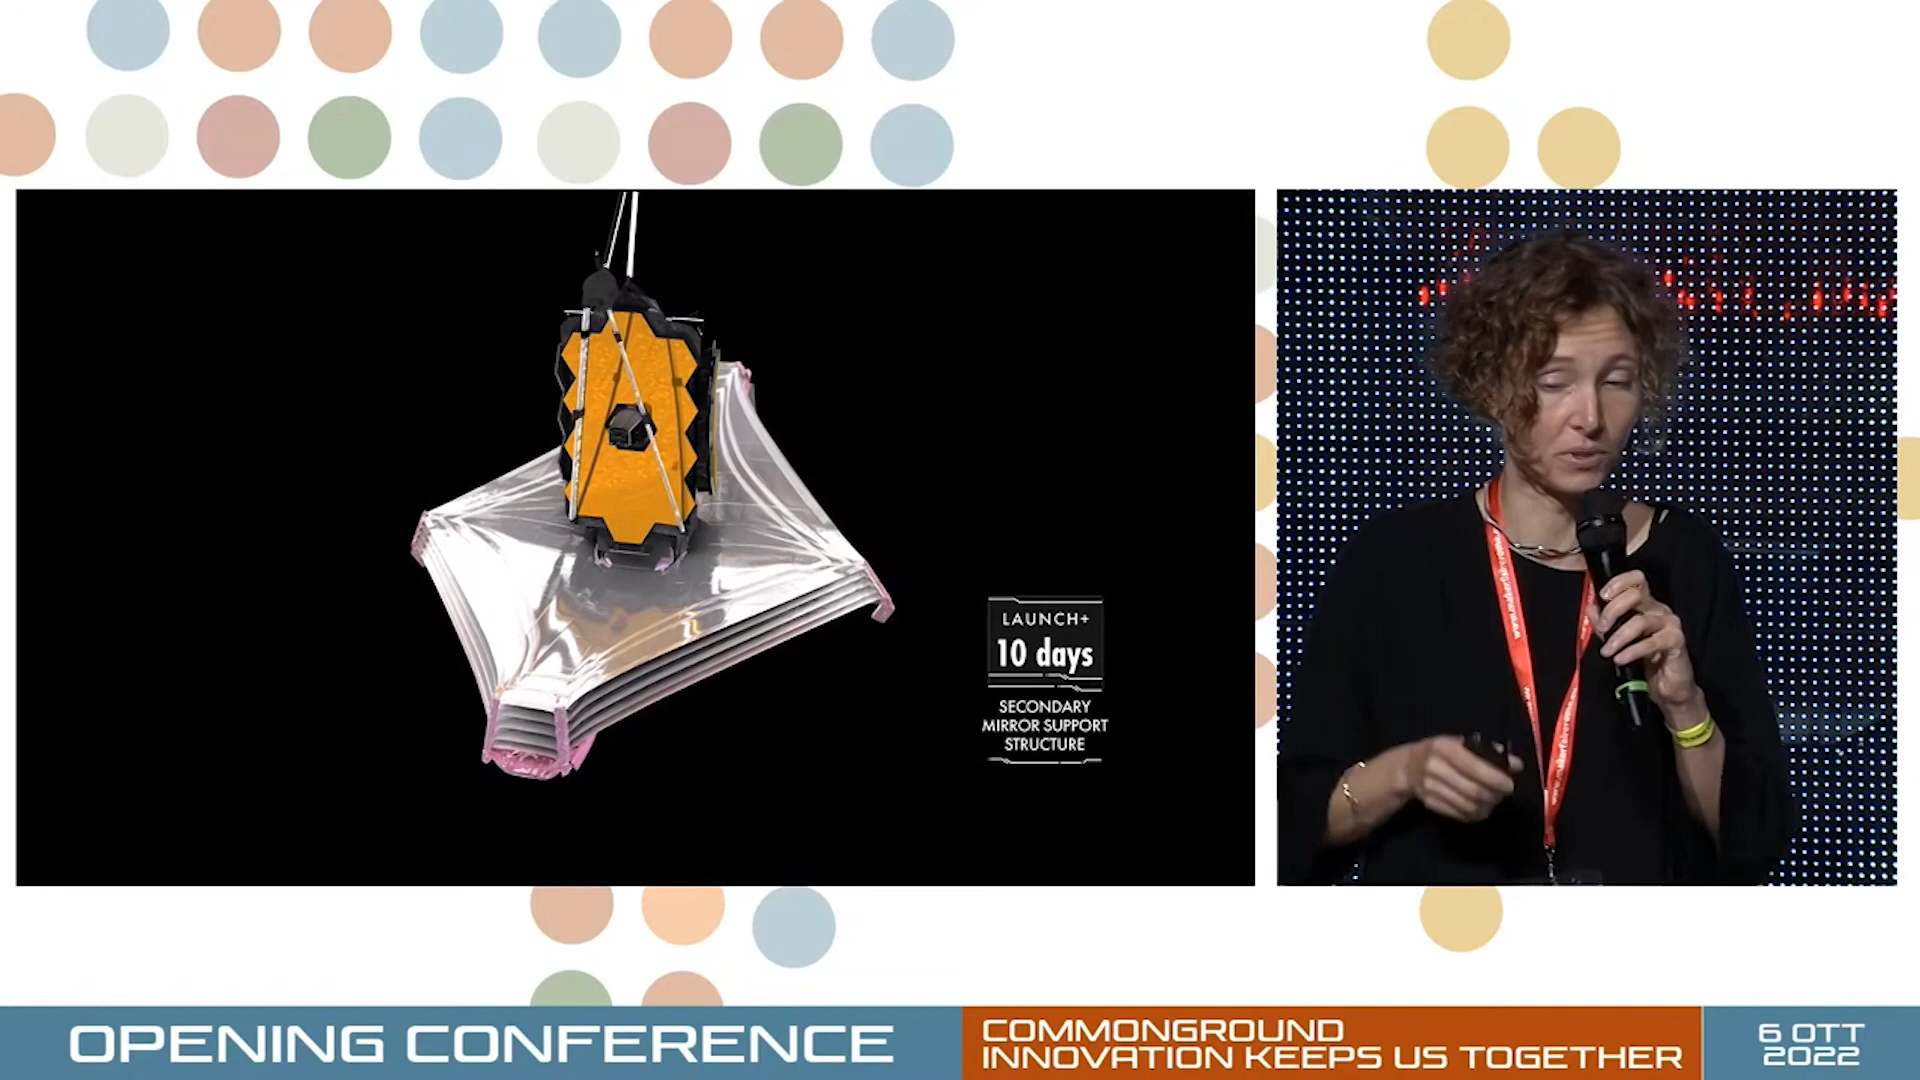 LAUNCH+
10 days
SECONDARY
MIRROR SUPPORT
STRUCTURE
OPENING CONFERENCE
COMMONGROUND
INNOVATION KEEPS US TOGETHER
6 OTT
2022